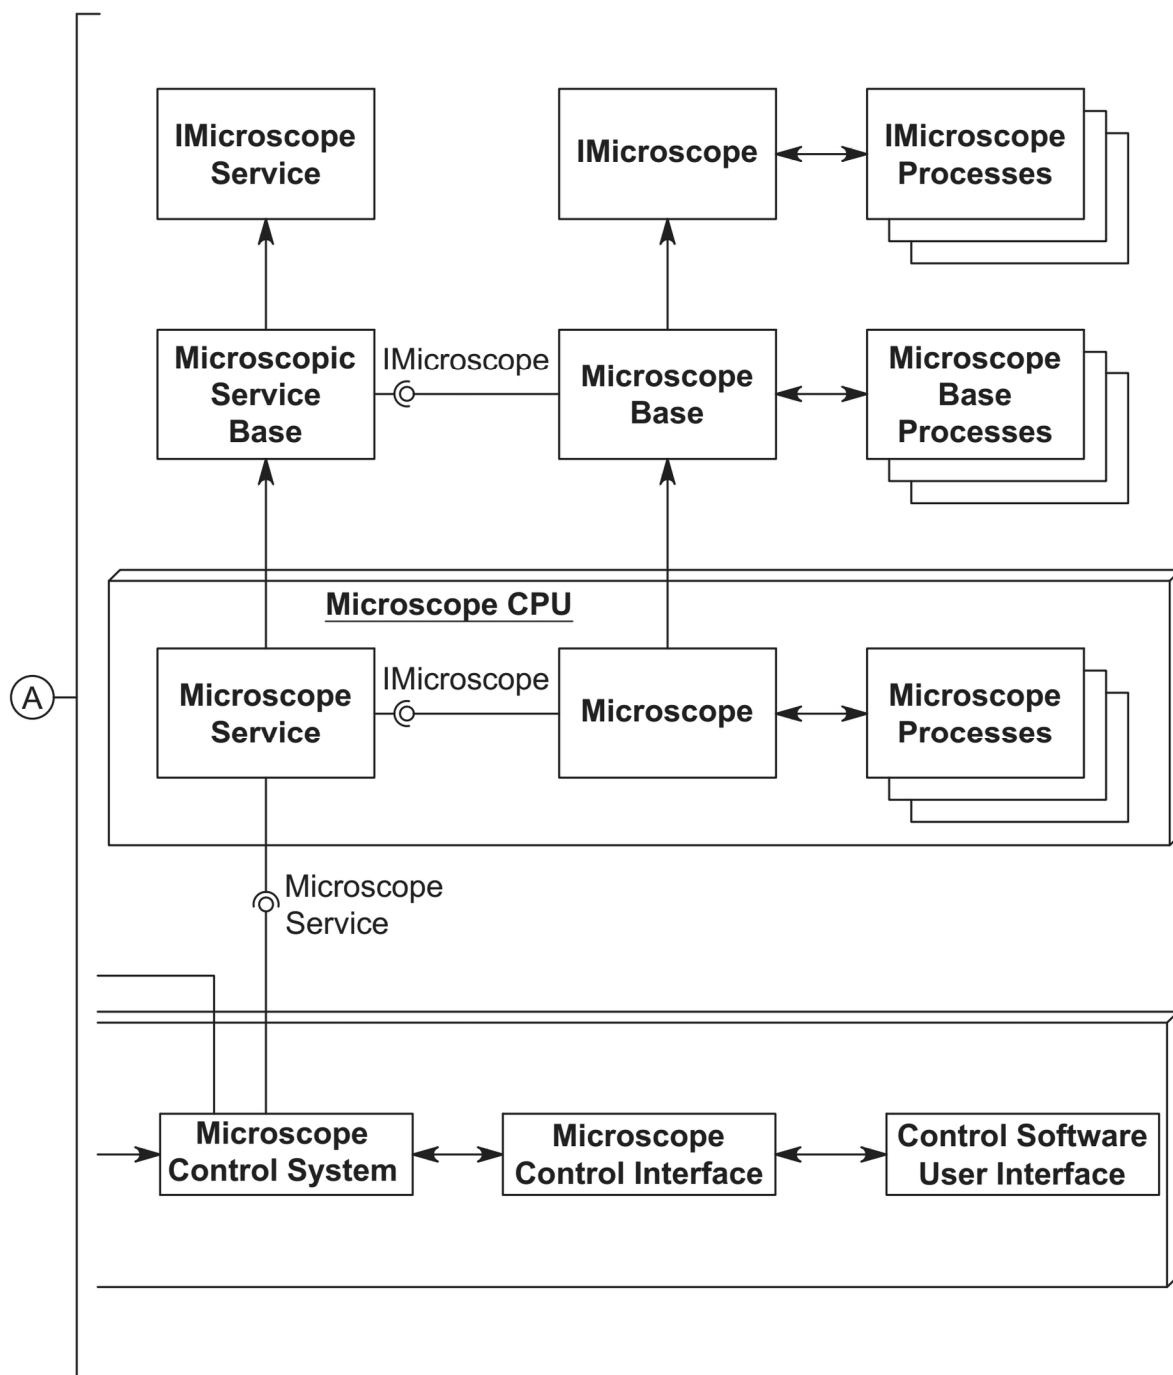 IMicroscope
Service
IMicroscope
IMicroscope
Processes
Microscopic
Service
Base
IMicroscope
Microscope
Base
Microscope
Base
Processes
Microscope CPU
A
Microscope
Service
IMicroscope
Microscope
Microscope
Processes
Microscope
Service
Microscope
Control System
Microscope
Control Interface
Control Software
User Interface